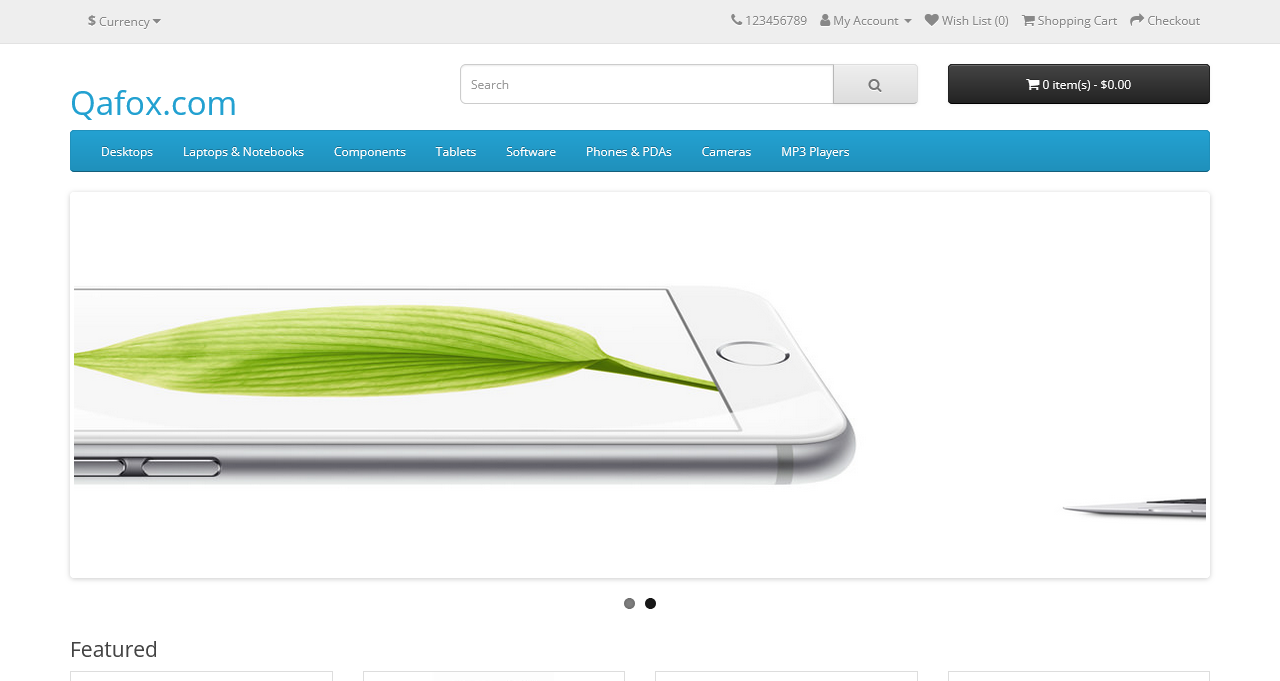 $ Currency
123456789 My Account Wish List (0) Shopping Cart Checkout
Search
0 item(s) - $0.00
Qafox.com
Desktops Laptops & Notebooks Components Tablets Software Phones & PDAs Cameras MP3 Players
Featured